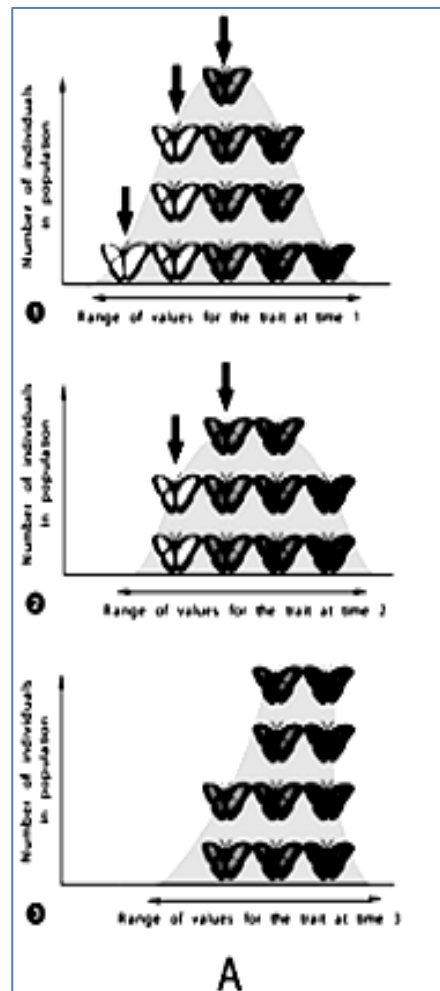 Number of individuals
in population
1
Range of values for the trait at time 1
Number of individuals
in population
2
Range of values for the trait at time 2
Number of individuals
in population
3
Range of values for the trait at time 3
A